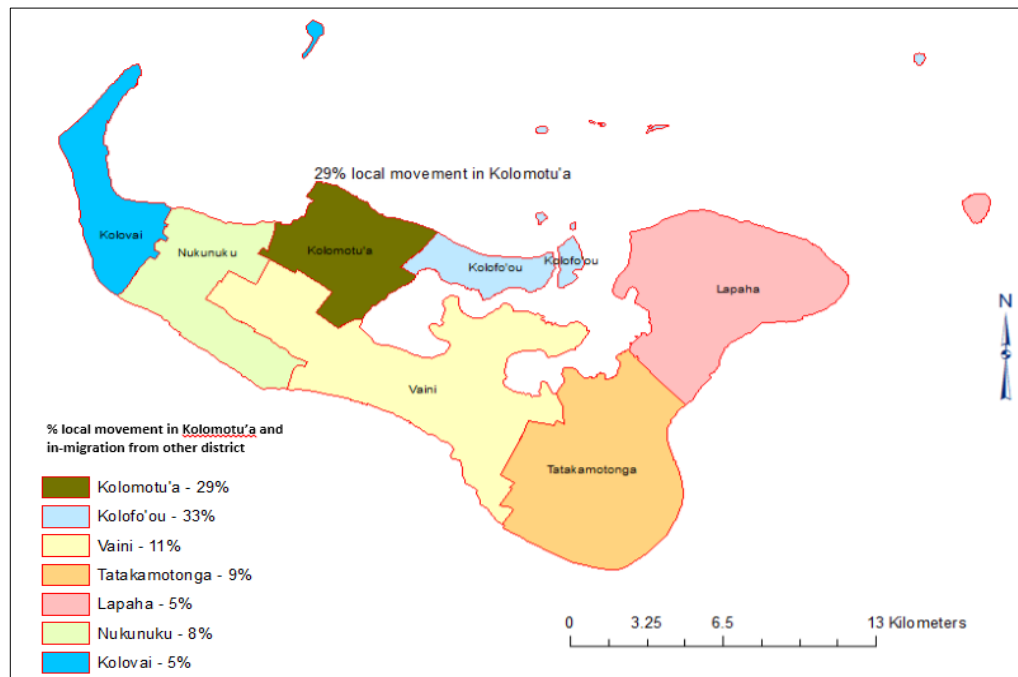 29% local movement in Kolomotu'a
Kolovai
Nukunuku
Kolomotu'a
Kolofo'ou
Kolofo'ou
Lapaha
N
Vaini
Tatakamotonga
% local movement in Kolomotu'a and
in-migration from other district
Kolomotu'a - 29%
Kolofo'ou - 33%
Vaini - 11%
Tatakamotonga - 9%
Lapaha - 5%
Nukunuku - 8%
Kolovai - 5%
0 3.25 6.5 13 Kilometers